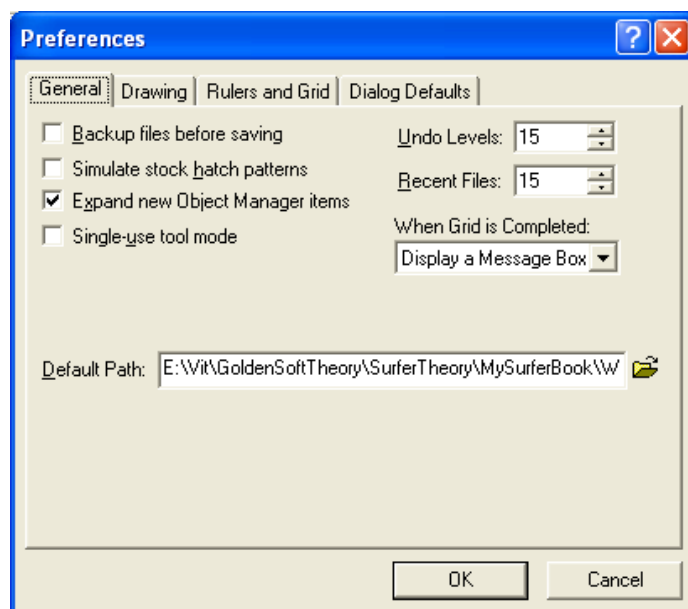 Preferences
General Drawing Rulers and Grid Dialog Defaults
Backup files before saving
Undo Levels: 15
Simulate stock hatch patterns
Recent Files: 15
Expand new Object Manager items
When Grid is Completed:
Single-use tool mode
Display a Message Box
Default Path: E:\Vit\GoldenSoftTheory\SurferTheory\MySurferBook\W
OK Cancel